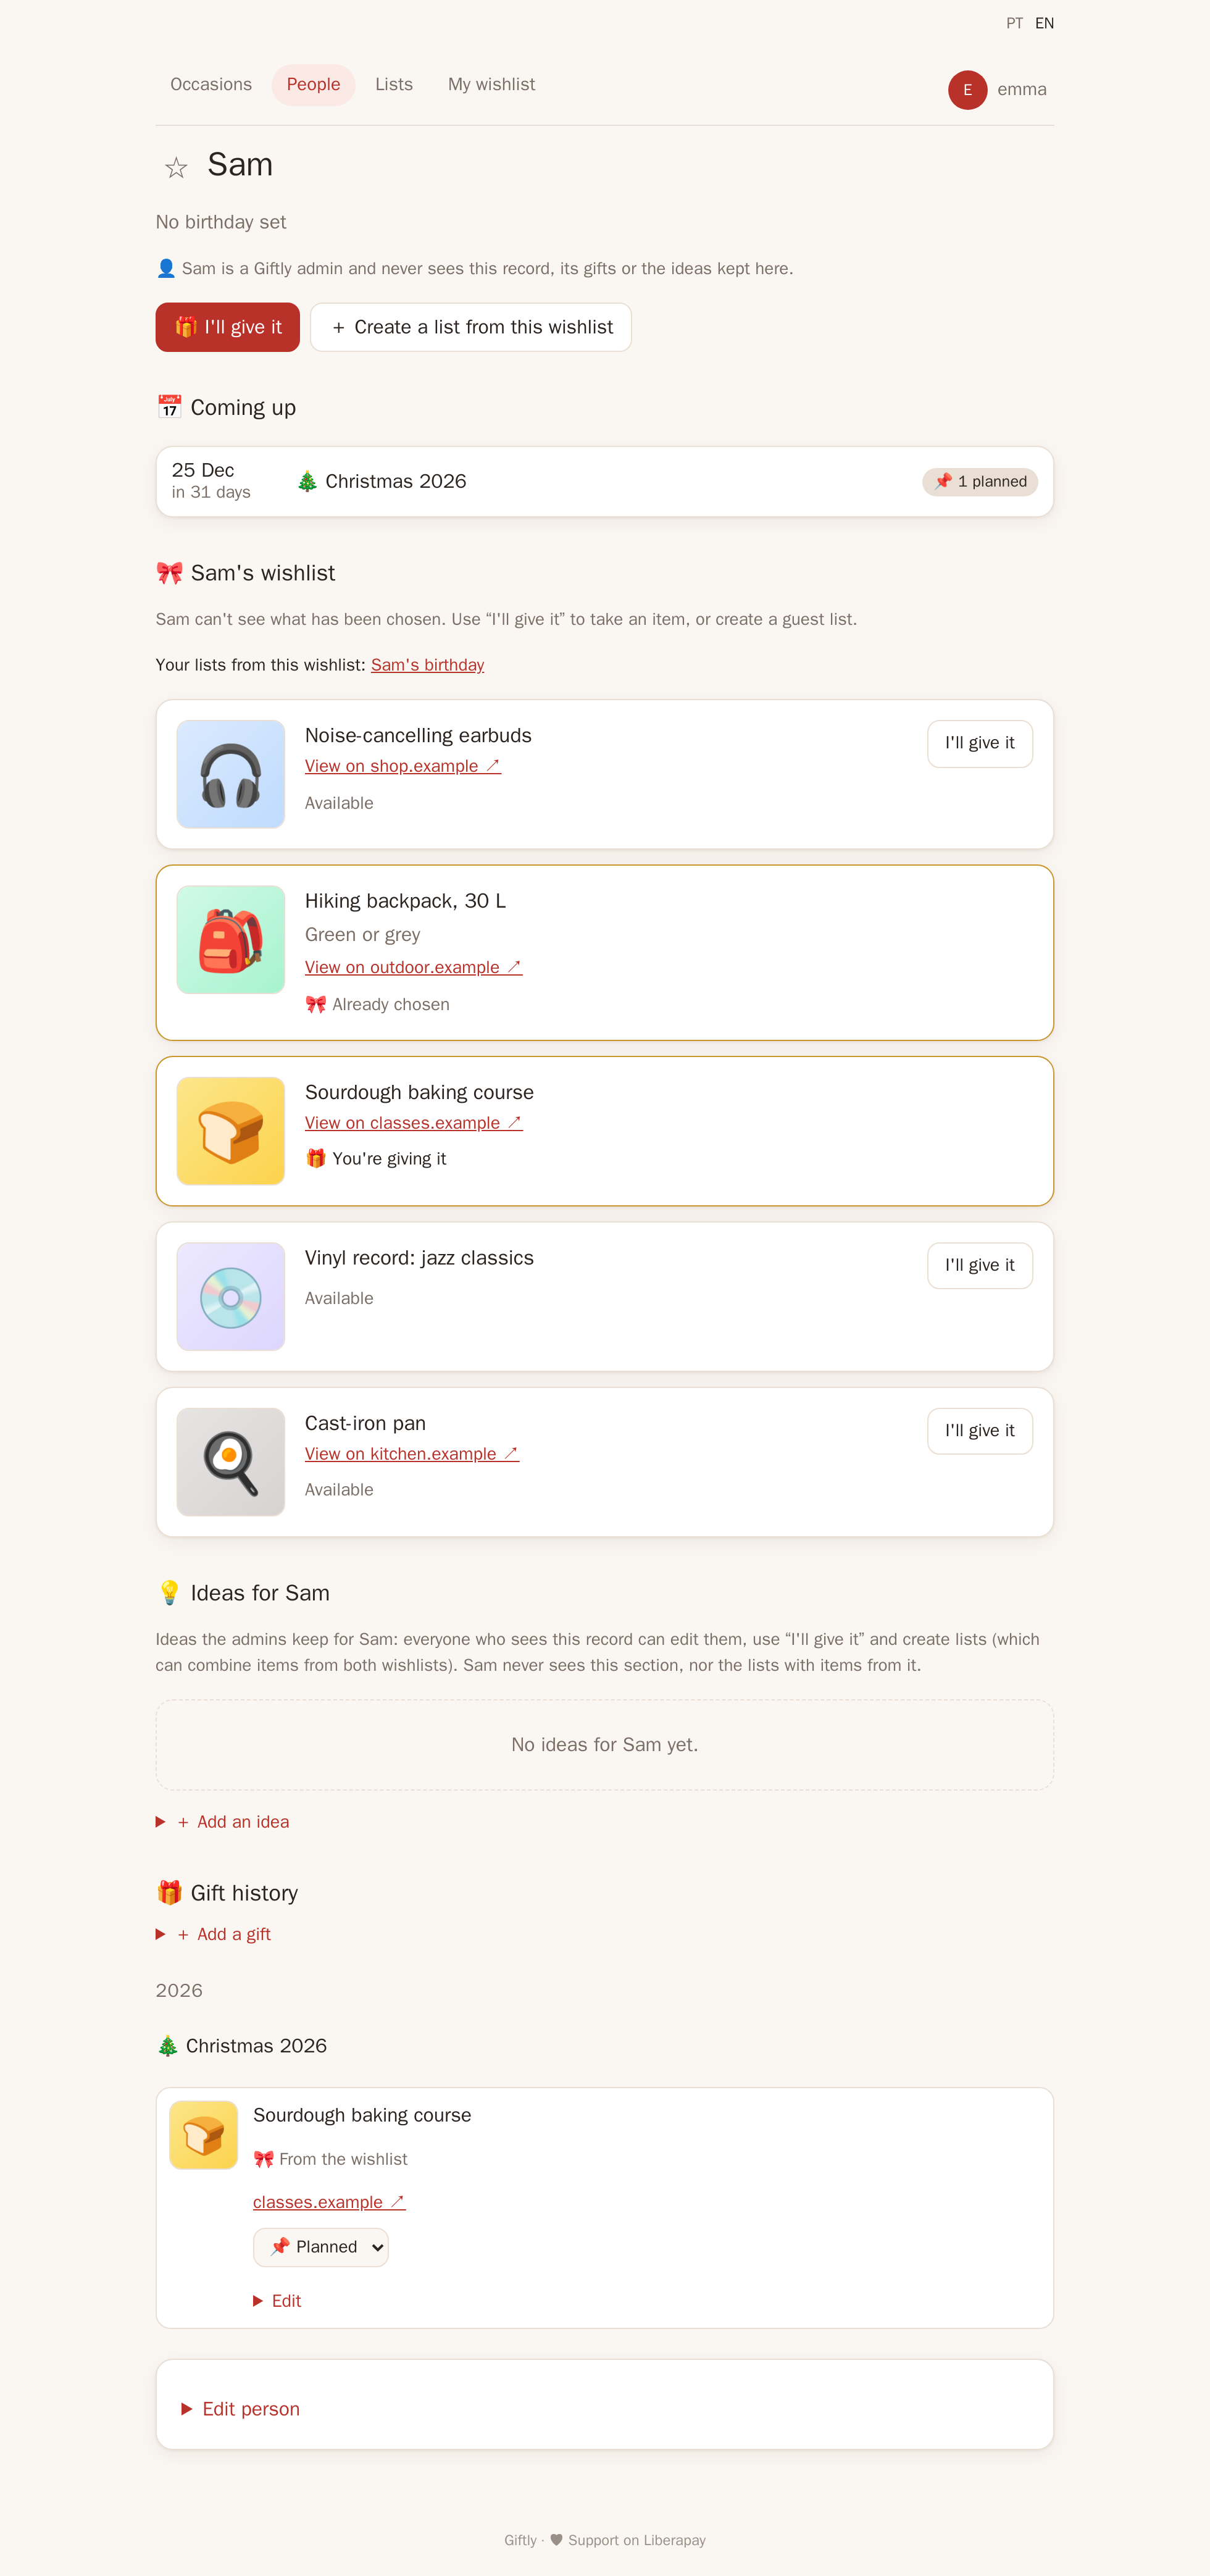 PT EN
Occasions People Lists My wishlist
E emma
☆ Sam
No birthday set
👤 Sam is a Giftly admin and never sees this record, its gifts or the ideas kept here.
🎁 I'll give it
+ Create a list from this wishlist
📅 Coming up
25 Dec
in 31 days
🎄 Christmas 2026
📌 1 planned
🎀 Sam's wishlist
Sam can't see what has been chosen. Use “I'll give it” to take an item, or create a guest list.
Your lists from this wishlist: Sam's birthday
Noise-cancelling earbuds
View on shop.example ↗
Available
I'll give it
Hiking backpack, 30 L
Green or grey
View on outdoor.example ↗
🎀 Already chosen
Sourdough baking course
View on classes.example ↗
🎁 You're giving it
Vinyl record: jazz classics
Available
I'll give it
Cast-iron pan
View on kitchen.example ↗
Available
I'll give it
💡 Ideas for Sam
Ideas the admins keep for Sam: everyone who sees this record can edit them, use “I'll give it” and create lists (which
can combine items from both wishlists). Sam never sees this section, nor the lists with items from it.
No ideas for Sam yet.
▶ + Add an idea
🎁 Gift history
▶ + Add a gift
2026
🎄 Christmas 2026
Sourdough baking course
🎀 From the wishlist
classes.example ↗
📌 Planned
▶ Edit
▶ Edit person
Giftly · ♥ Support on Liberapay